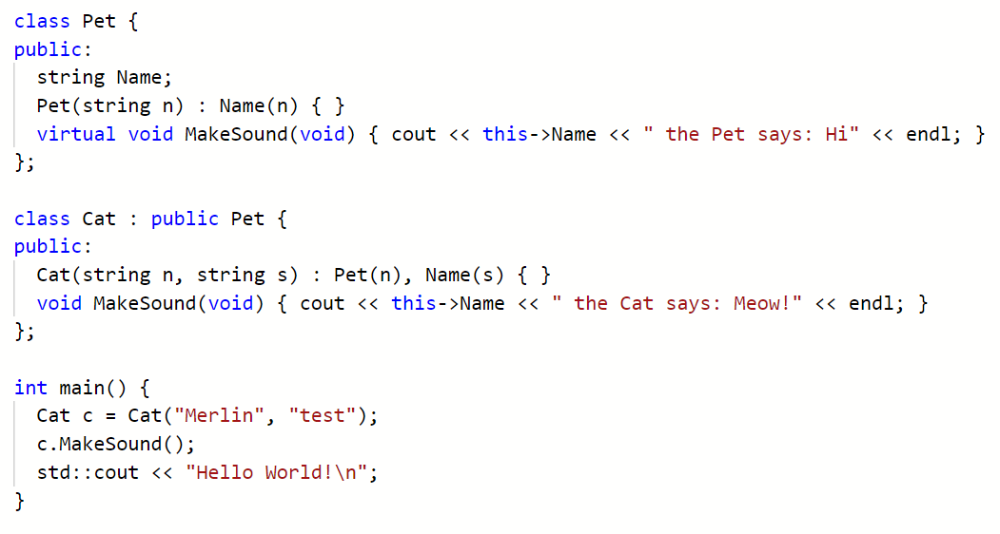 class Pet {
public:
  string Name;
  Pet(string n) : Name(n) { }
  virtual void MakeSound(void) { cout << this->Name << " the Pet says: Hi" << endl; }
};

class Cat : public Pet {
public:
  Cat(string n, string s) : Pet(n), Name(s) { }
  void MakeSound(void) { cout << this->Name << " the Cat says: Meow!" << endl; }
};

int main() {
  Cat c = Cat("Merlin", "test");
  c.MakeSound();
  std::cout << "Hello World!\n";
}